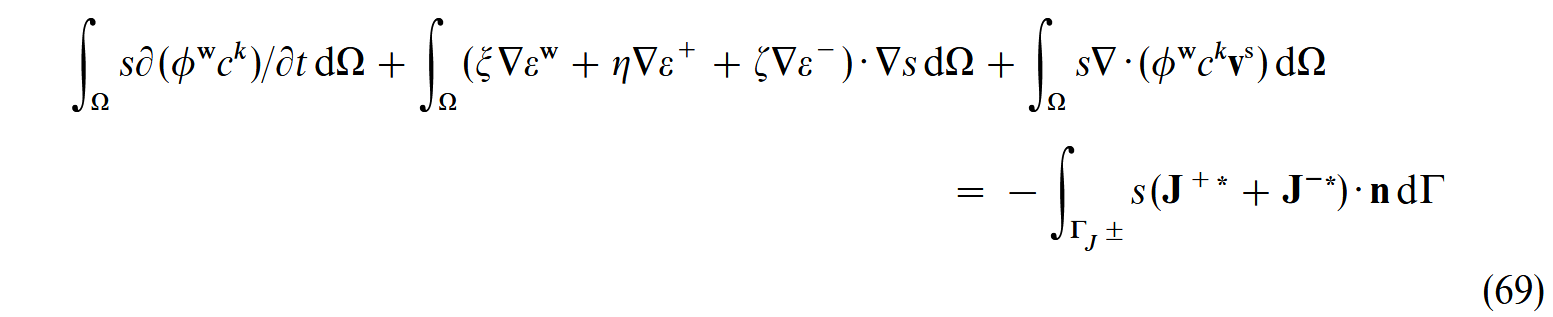 ∫_Ω s∂(ϕ^w c^k)/∂t dΩ + ∫_Ω (ξ∇ε^w + η∇ε^+ + ζ∇ε^−)·∇s dΩ + ∫_Ω s∇·(ϕ^w c^k **v**^s) dΩ
= − ∫_{Γ_J ±} s(**J**^{+*} + **J**^{−*})·**n** dΓ
(69)